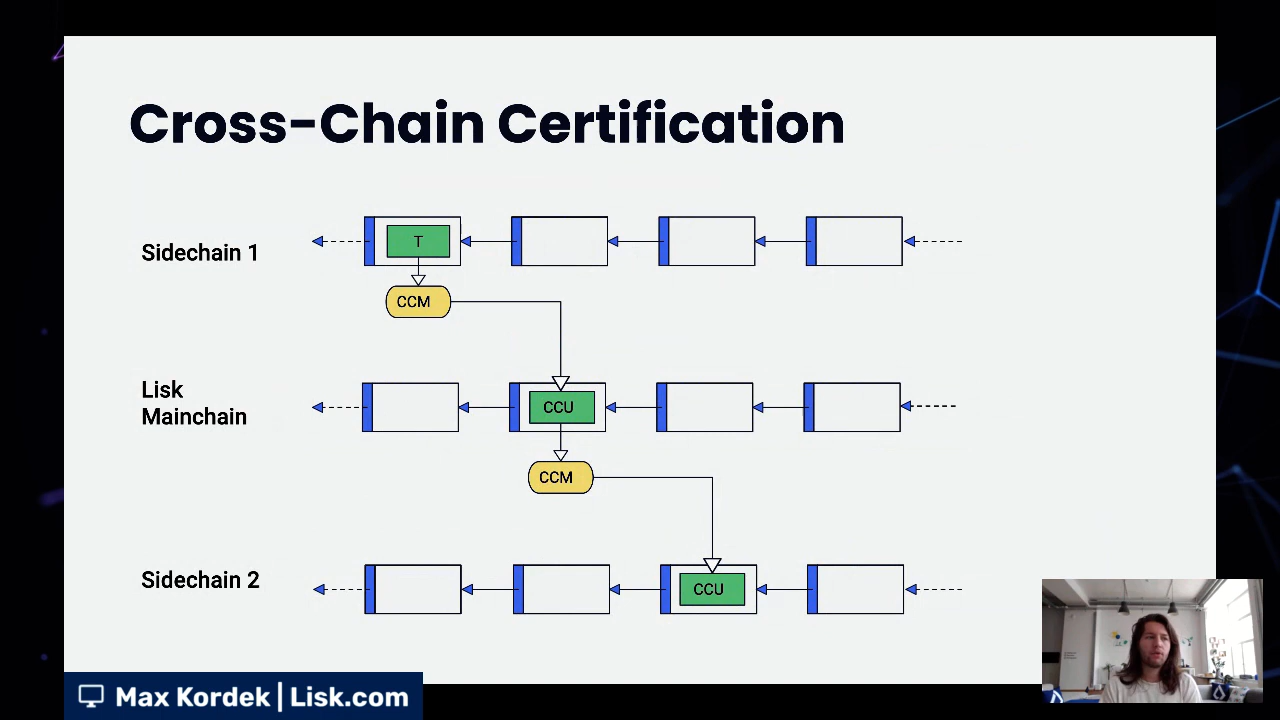 Cross-Chain Certification
Sidechain 1
T
CCM
Lisk
Mainchain
CCU
CCM
Sidechain 2
CCU
Max Kordek | Lisk.com